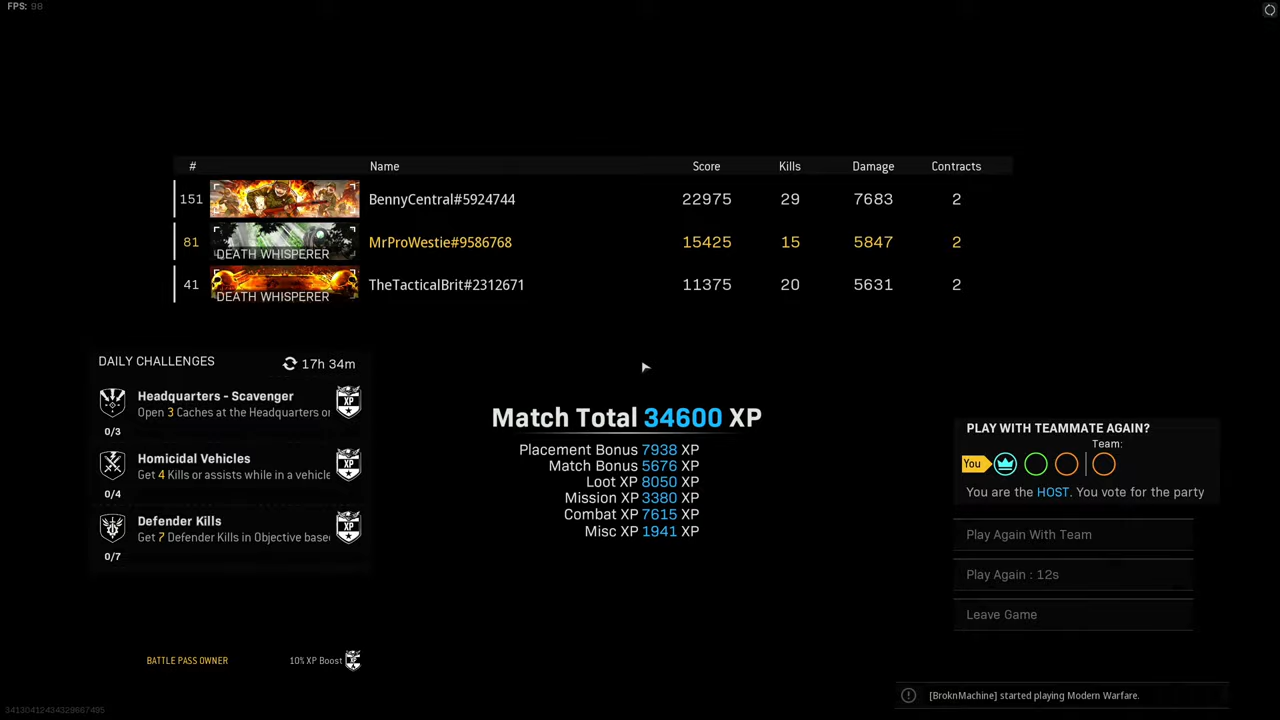 FPS: 90
# Name Score Kills Damage Contracts
151 BennyCentral#5924744 22975 29 7683 2
81 DEATH WHISPERER MrProWestie#9586768 15425 15 5847 2
41 DEATH WHISPERER TheTacticalBrit#2312671 11375 20 5631 2
DAILY CHALLENGES 17h 34m
Headquarters - Scavenger
Open 3 Caches at the Headquarters or
XP
0/3
Homicidal Vehicles
Get 4 Kills or assists while in a vehicle
XP
0/4
Defender Kills
Get 7 Defender Kills in Objective base
XP
0/7
BATTLE PASS OWNER 10% XP Boost XP
Match Total 34600 XP
Placement Bonus 7938 XP
Match Bonus 5676 XP
Loot XP 8050 XP
Mission XP 3380 XP
Combat XP 7615 XP
Misc XP 1941 XP
PLAY WITH TEAMMATE AGAIN?
Team:
You
You are the HOST. You vote for the party
Play Again With Team
Play Again : 12s
Leave Game
[BroknMachine] started playing Modern Warfare.